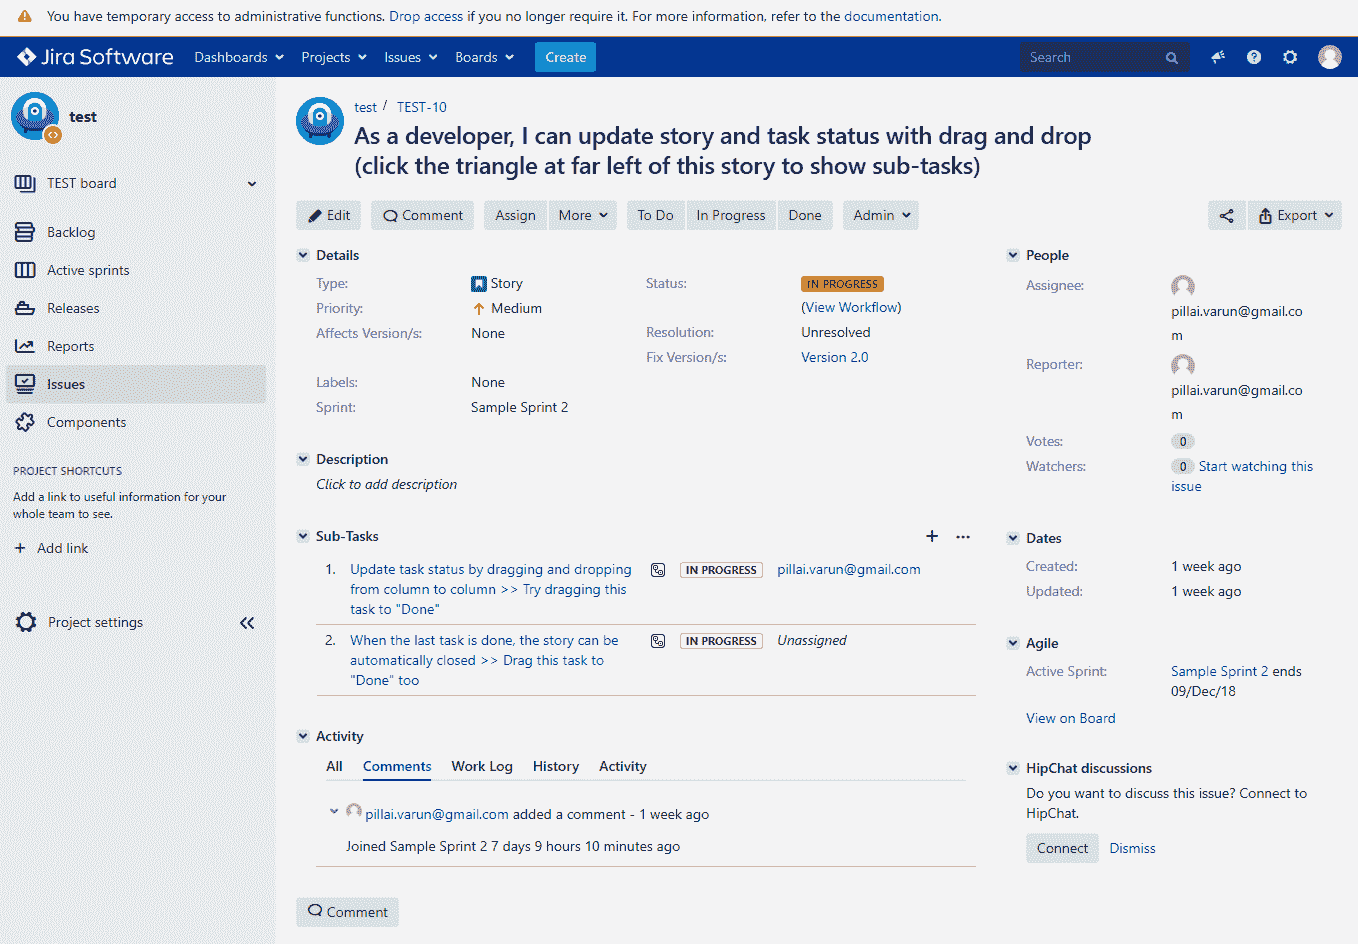 You have temporary access to administrative functions. Drop access if you no longer require it. For more information, refer to the documentation.
Jira Software Dashboards Projects Issues Boards Create Search
test
TEST board
Backlog
Active sprints
Releases
Reports
Issues
Components
PROJECT SHORTCUTS
Add a link to useful information for your
whole team to see.
+ Add link
Project settings
test / TEST-10
As a developer, I can update story and task status with drag and drop
(click the triangle at far left of this story to show sub-tasks)
Edit Comment Assign More To Do In Progress Done Admin Export
Details
Type: Story
Priority: Medium
Affects Version/s: None
Labels: None
Sprint: Sample Sprint 2
Status: IN PROGRESS
(View Workflow)
Resolution: Unresolved
Fix Version/s: Version 2.0
Description
Click to add description
Sub-Tasks
1. Update task status by dragging and dropping
from column to column >> Try dragging this
task to "Done"
IN PROGRESS pillai.varun@gmail.com
2. When the last task is done, the story can be
automatically closed >> Drag this task to
"Done" too
IN PROGRESS Unassigned
Activity
All Comments Work Log History Activity
pillai.varun@gmail.com added a comment - 1 week ago
Joined Sample Sprint 2 7 days 9 hours 10 minutes ago
Comment
People
Assignee:
pillai.varun@gmail.co
m
Reporter:
pillai.varun@gmail.co
m
Votes: 0
Watchers: 0 Start watching this
issue
Dates
Created: 1 week ago
Updated: 1 week ago
Agile
Active Sprint: Sample Sprint 2 ends
09/Dec/18
View on Board
HipChat discussions
Do you want to discuss this issue? Connect to
HipChat.
Connect Dismiss